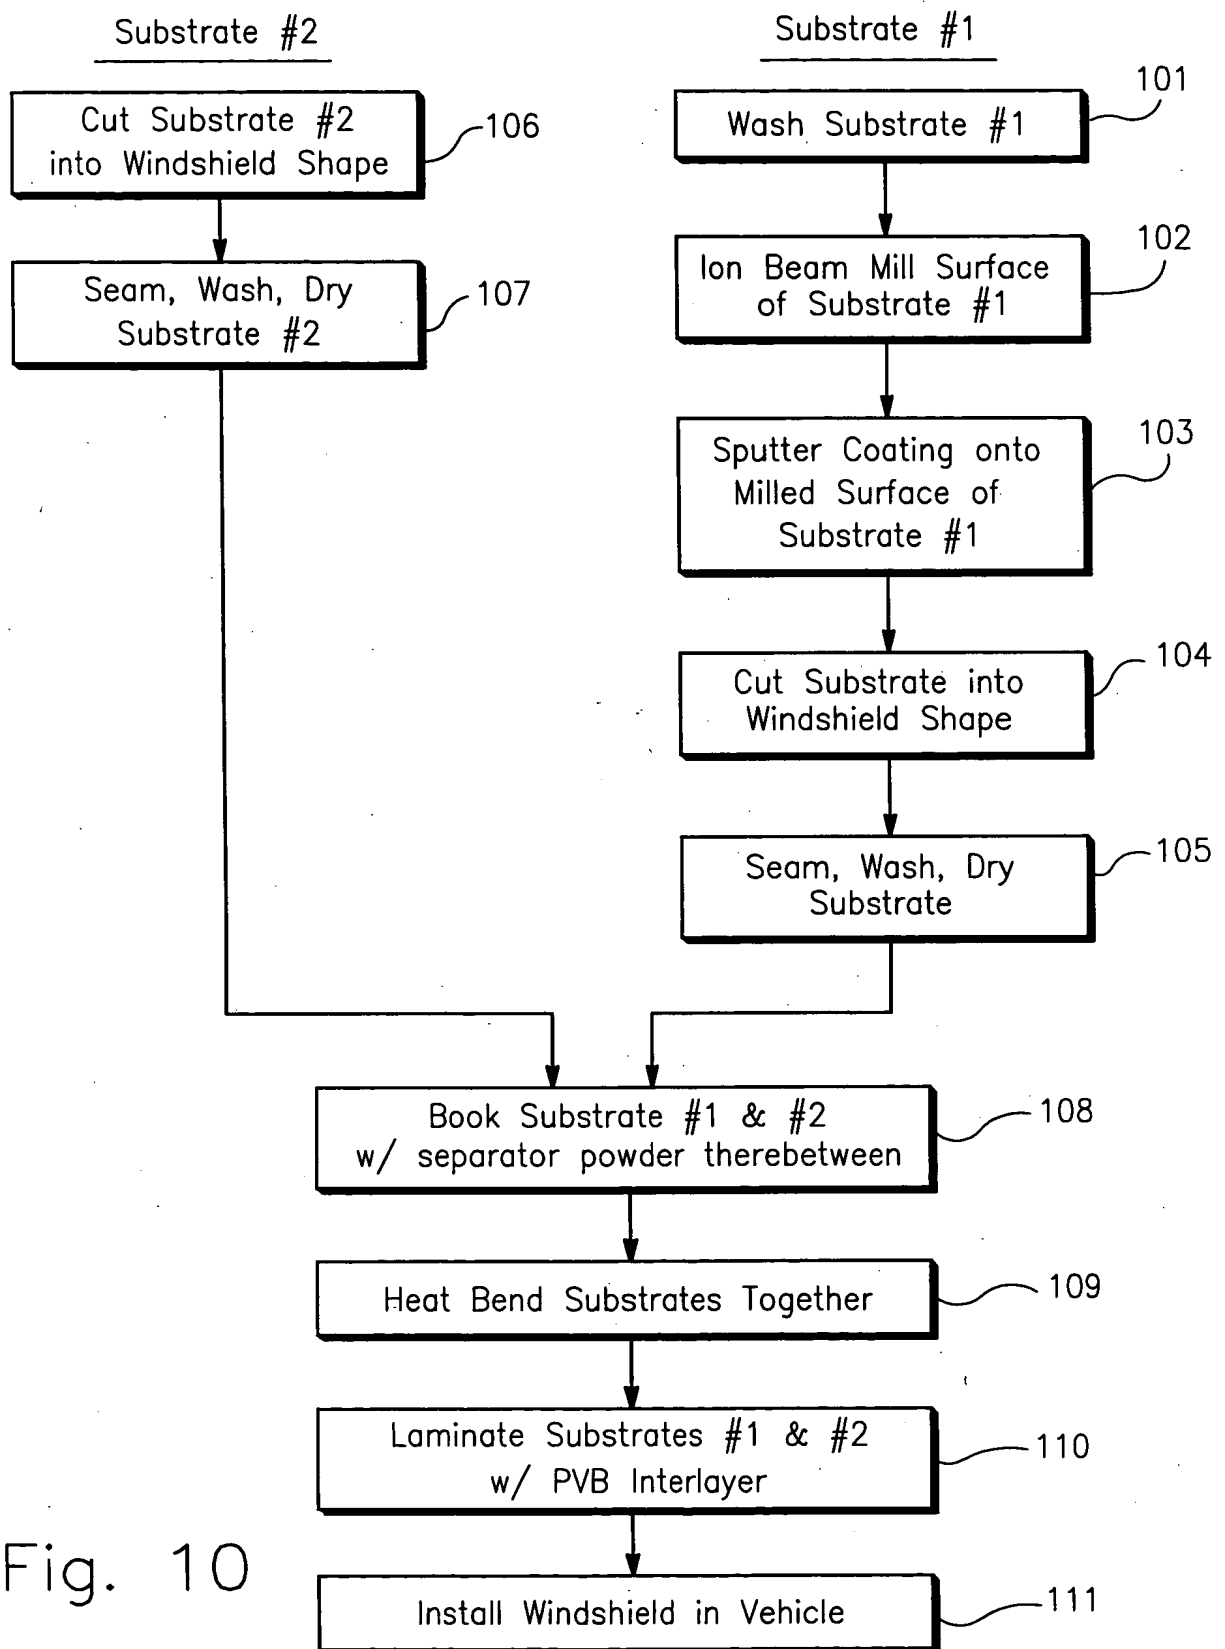 Substrate #2
Cut Substrate #2
into Windshield Shape
106
Seam, Wash, Dry
Substrate #2
107
Substrate #1
Wash Substrate #1
101
Ion Beam Mill Surface
of Substrate #1
102
Sputter Coating onto
Milled Surface of
Substrate #1
103
Cut Substrate into
Windshield Shape
104
Seam, Wash, Dry
Substrate
105
Book Substrate #1 & #2
w/ separator powder therebetween
108
Heat Bend Substrates Together
109
Laminate Substrates #1 & #2
w/ PVB Interlayer
110
Install Windshield in Vehicle
111
Fig. 10